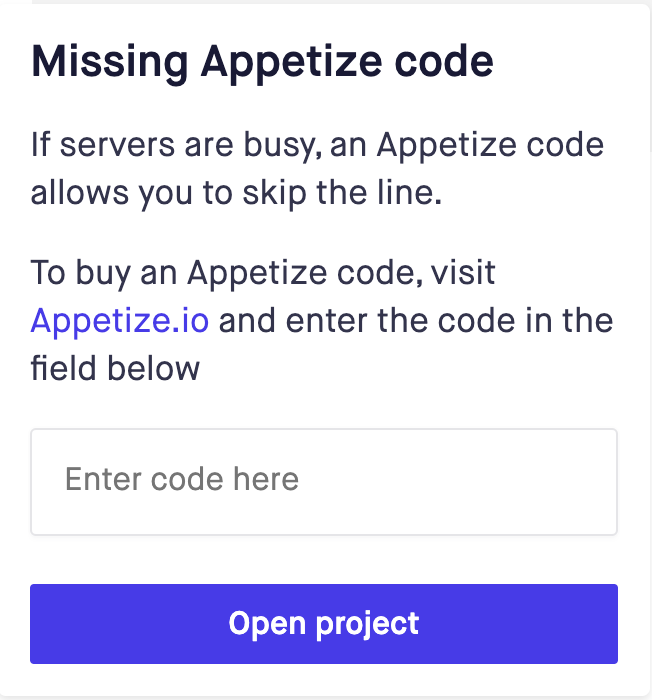 Missing Appetize code
If servers are busy, an Appetize code
allows you to skip the line.
To buy an Appetize code, visit
Appetize.io and enter the code in the
field below
Enter code here
Open project